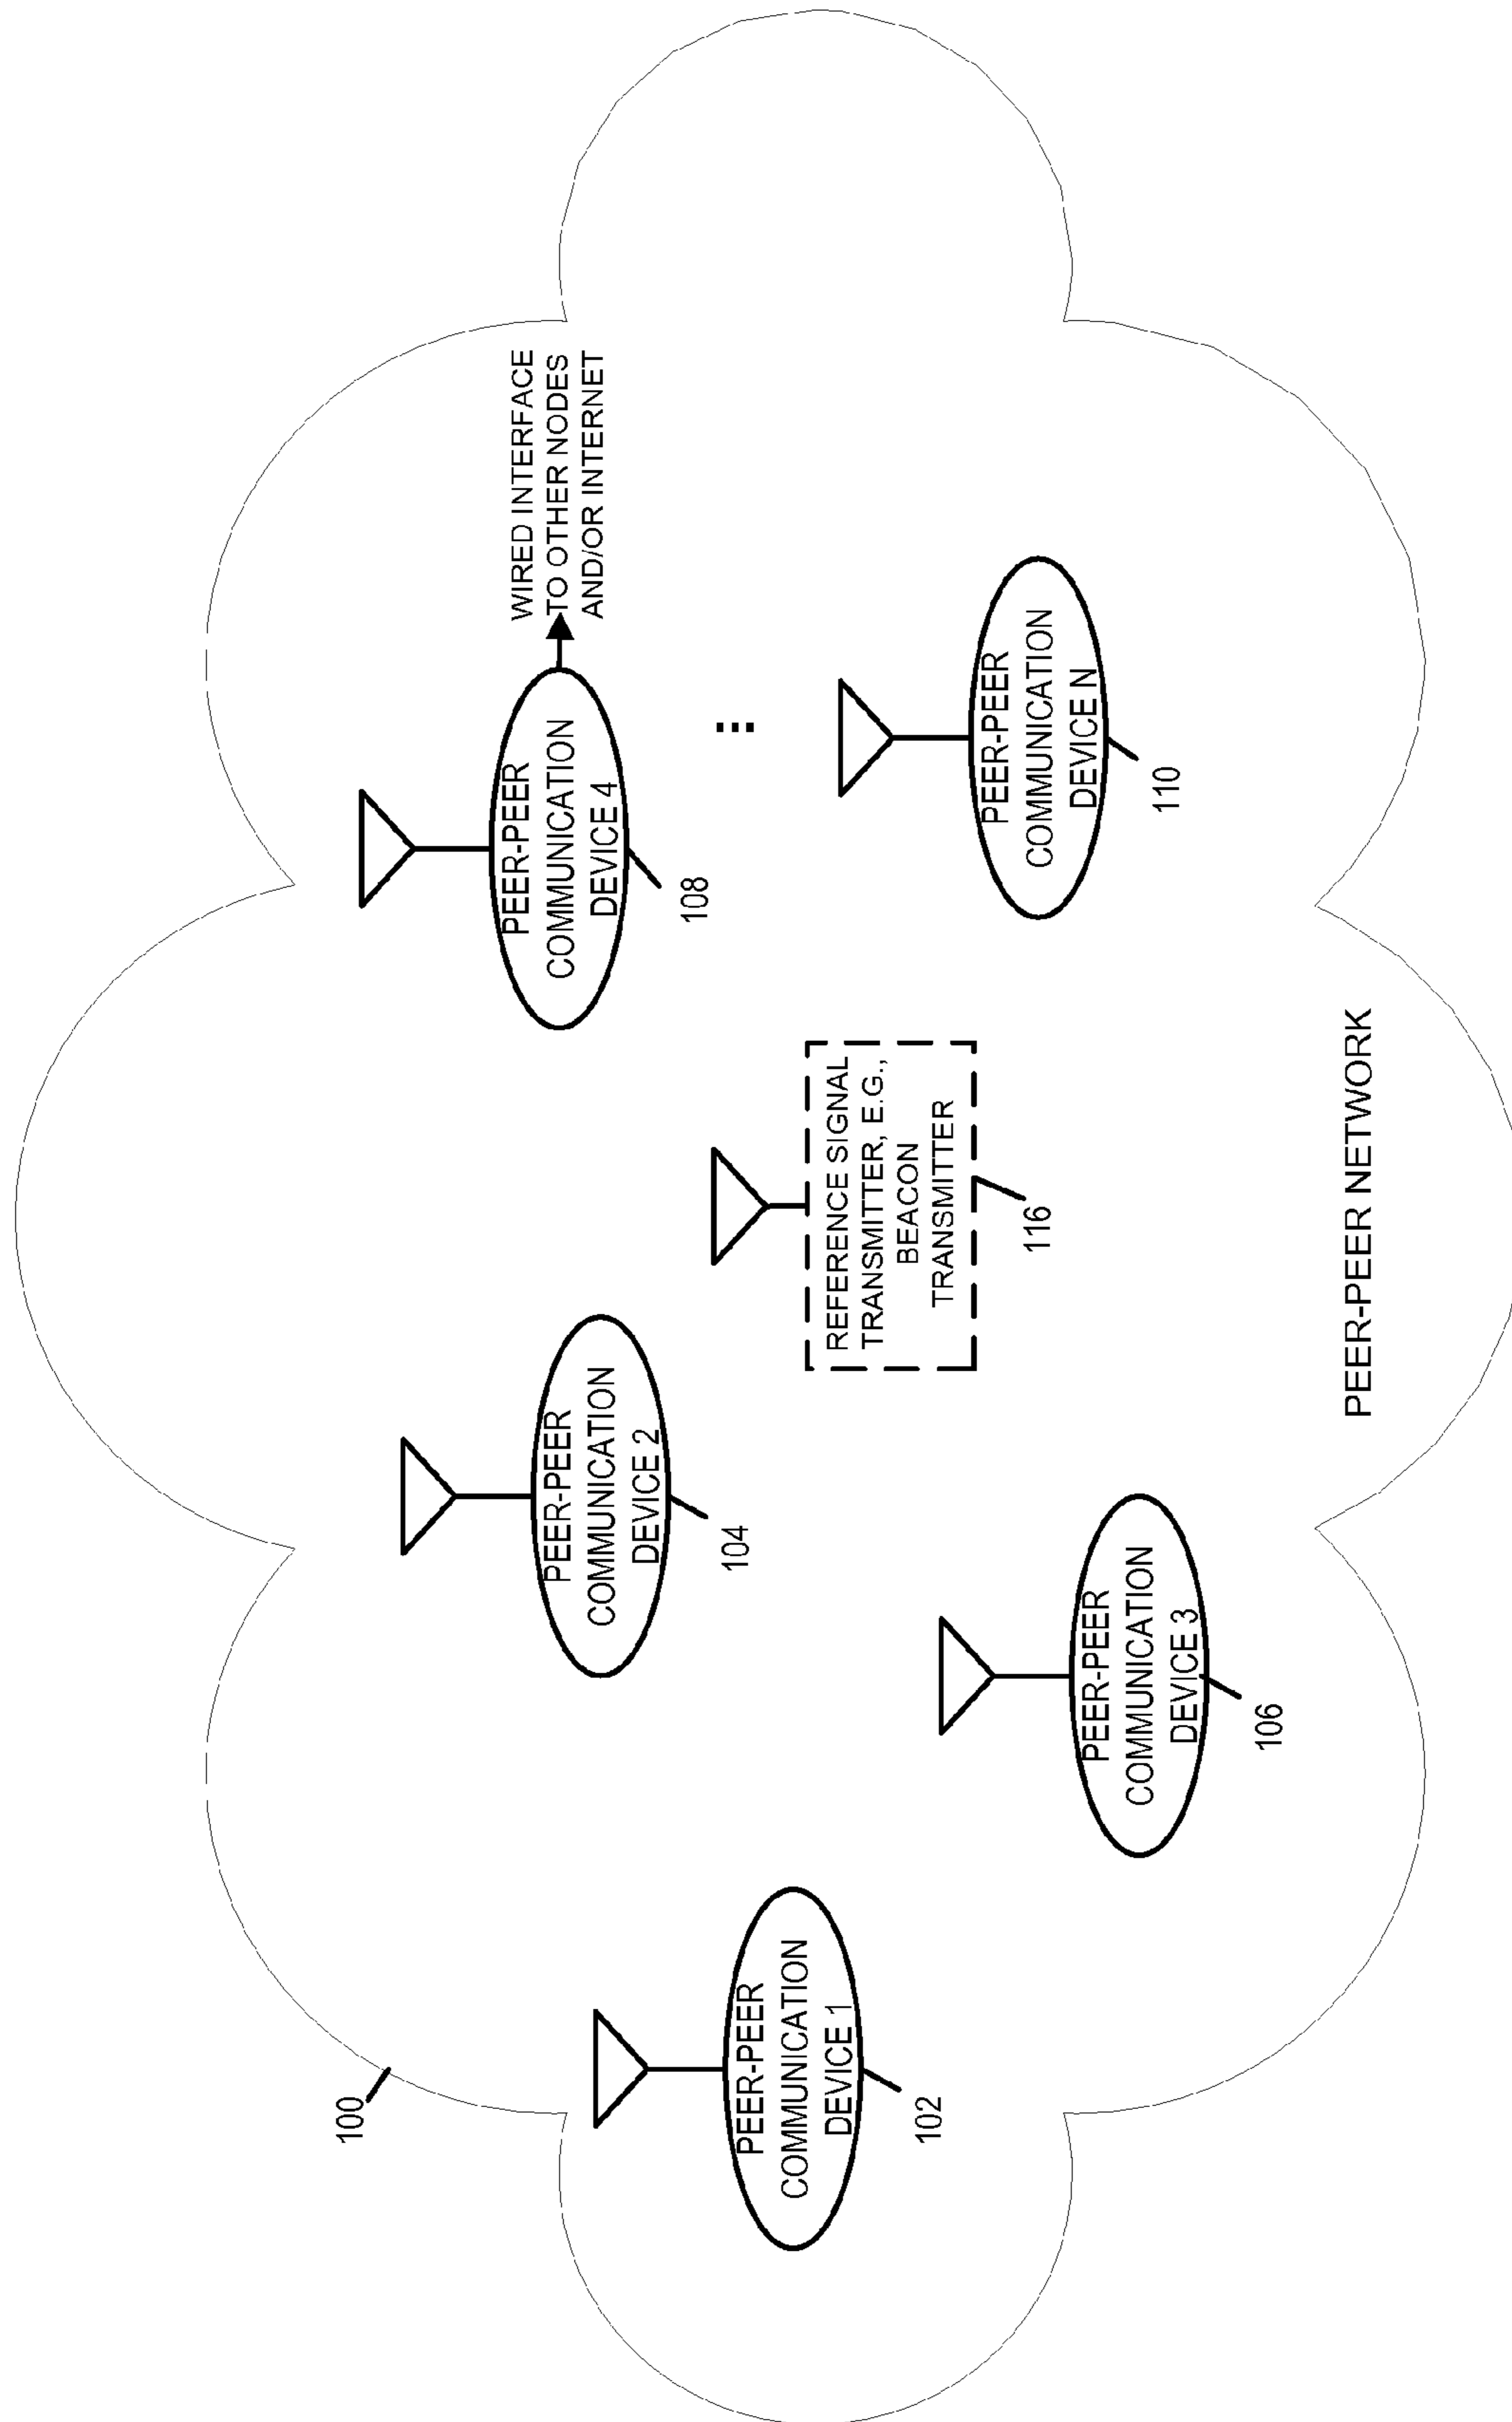 100
PEER-PEER
COMMUNICATION
DEVICE 1
102
PEER-PEER
COMMUNICATION
DEVICE 2
104
PEER-PEER
COMMUNICATION
DEVICE 3
106
REFERENCE SIGNAL
TRANSMITTER, E.G.,
BEACON
TRANSMITTER
116
PEER-PEER
COMMUNICATION
DEVICE 4
108
WIRED INTERFACE
TO OTHER NODES
AND/OR INTERNET
...
PEER-PEER
COMMUNICATION
DEVICE N
110
PEER-PEER NETWORK